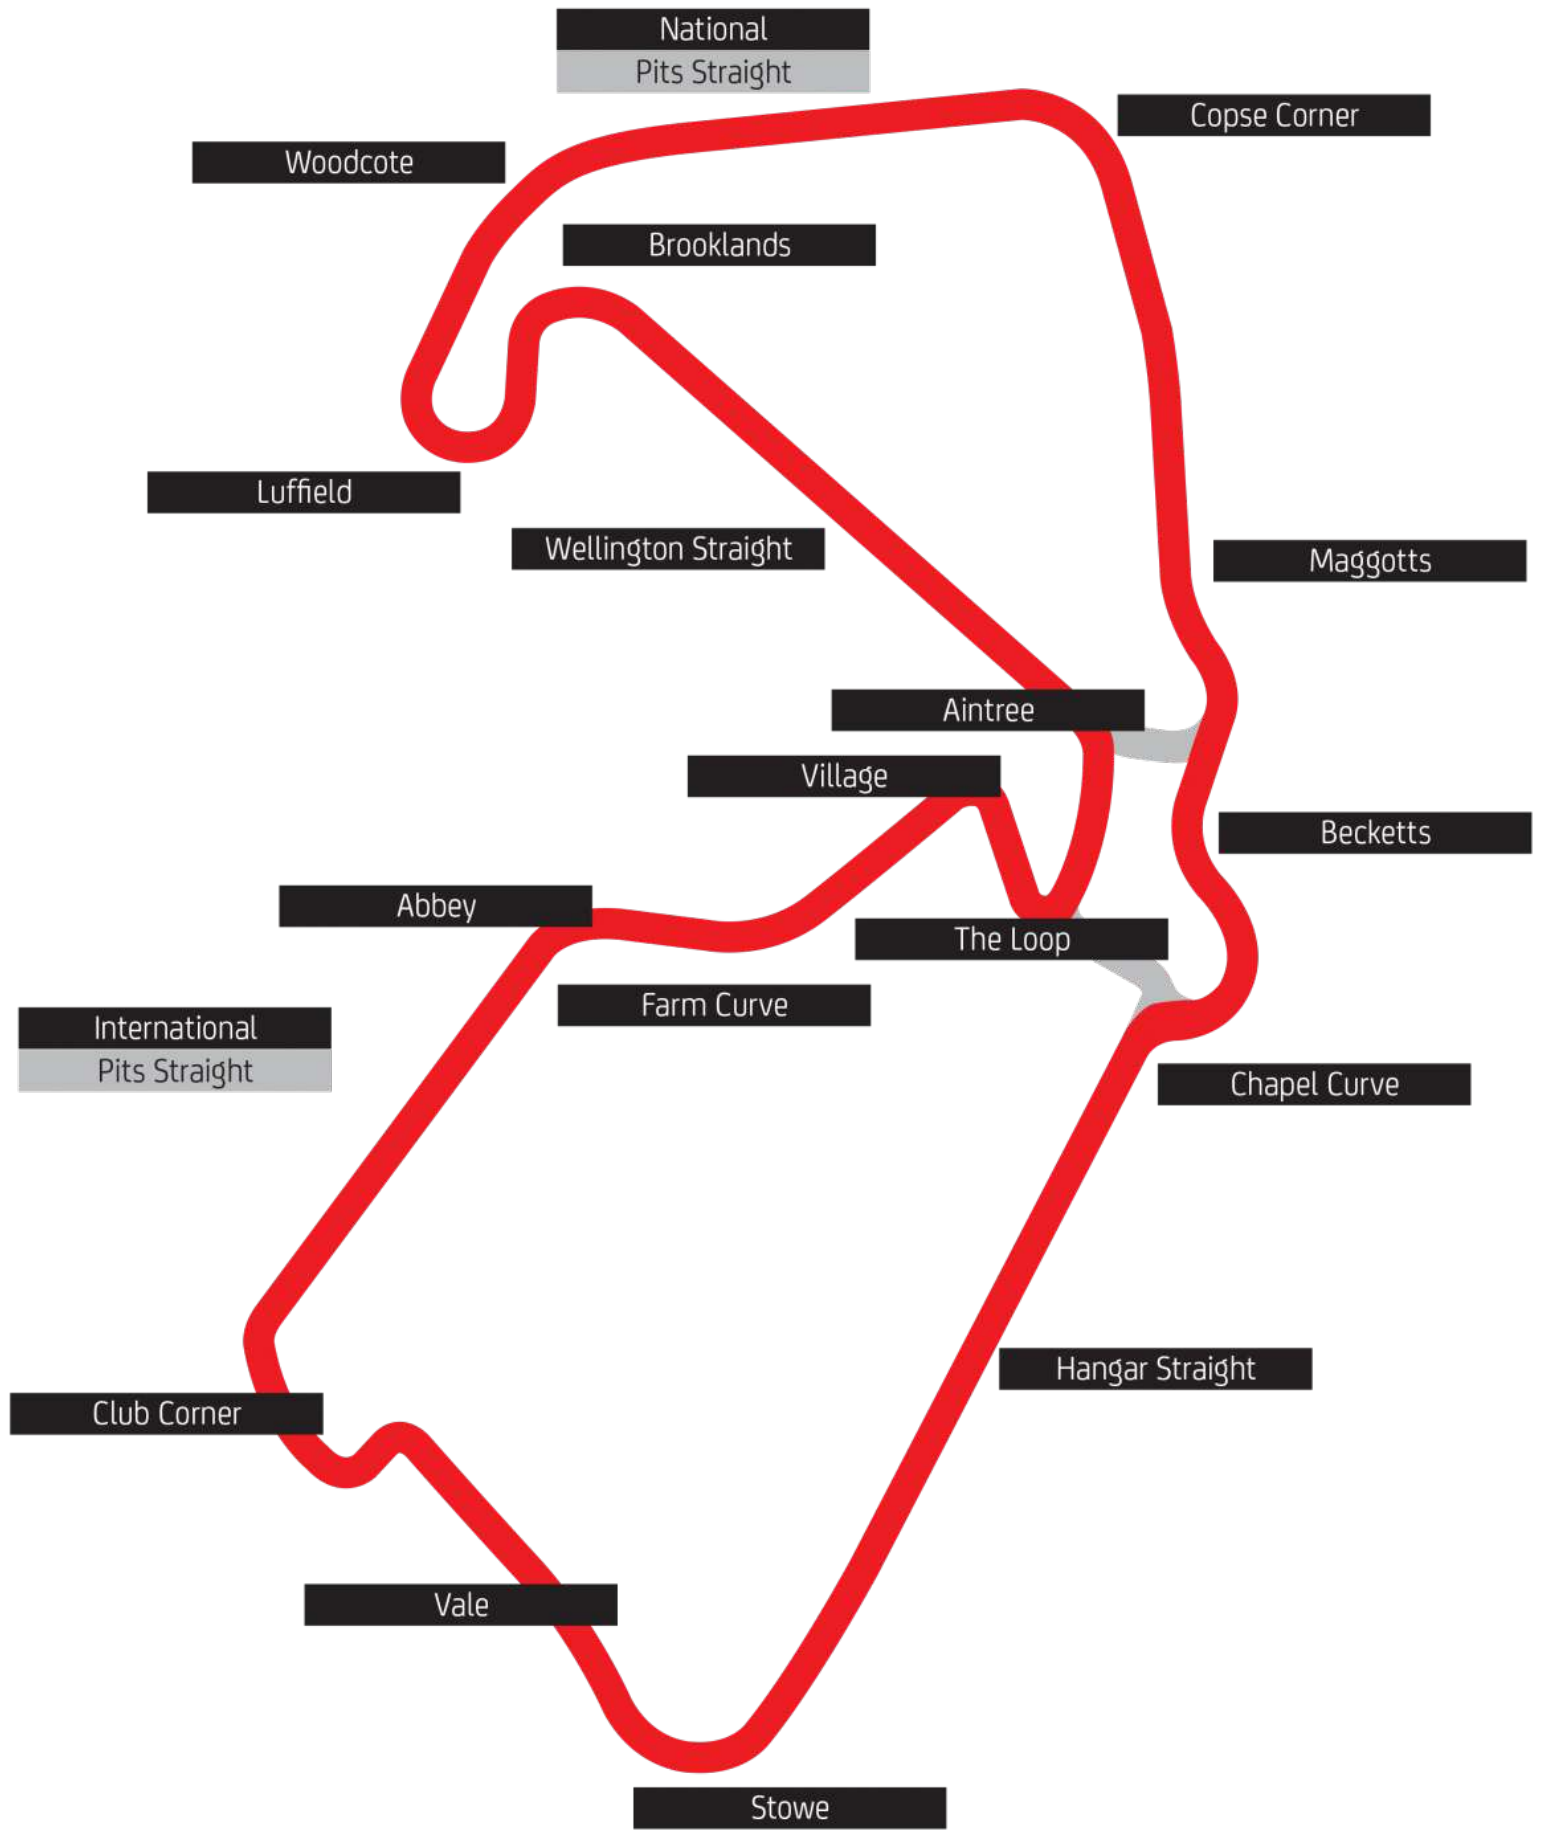 National
Pits Straight
Copse Corner
Woodcote
Brooklands
Luffield
Wellington Straight
Maggotts
Aintree
Village
Becketts
Abbey
The Loop
Farm Curve
International
Pits Straight
Chapel Curve
Hangar Straight
Club Corner
Vale
Stowe